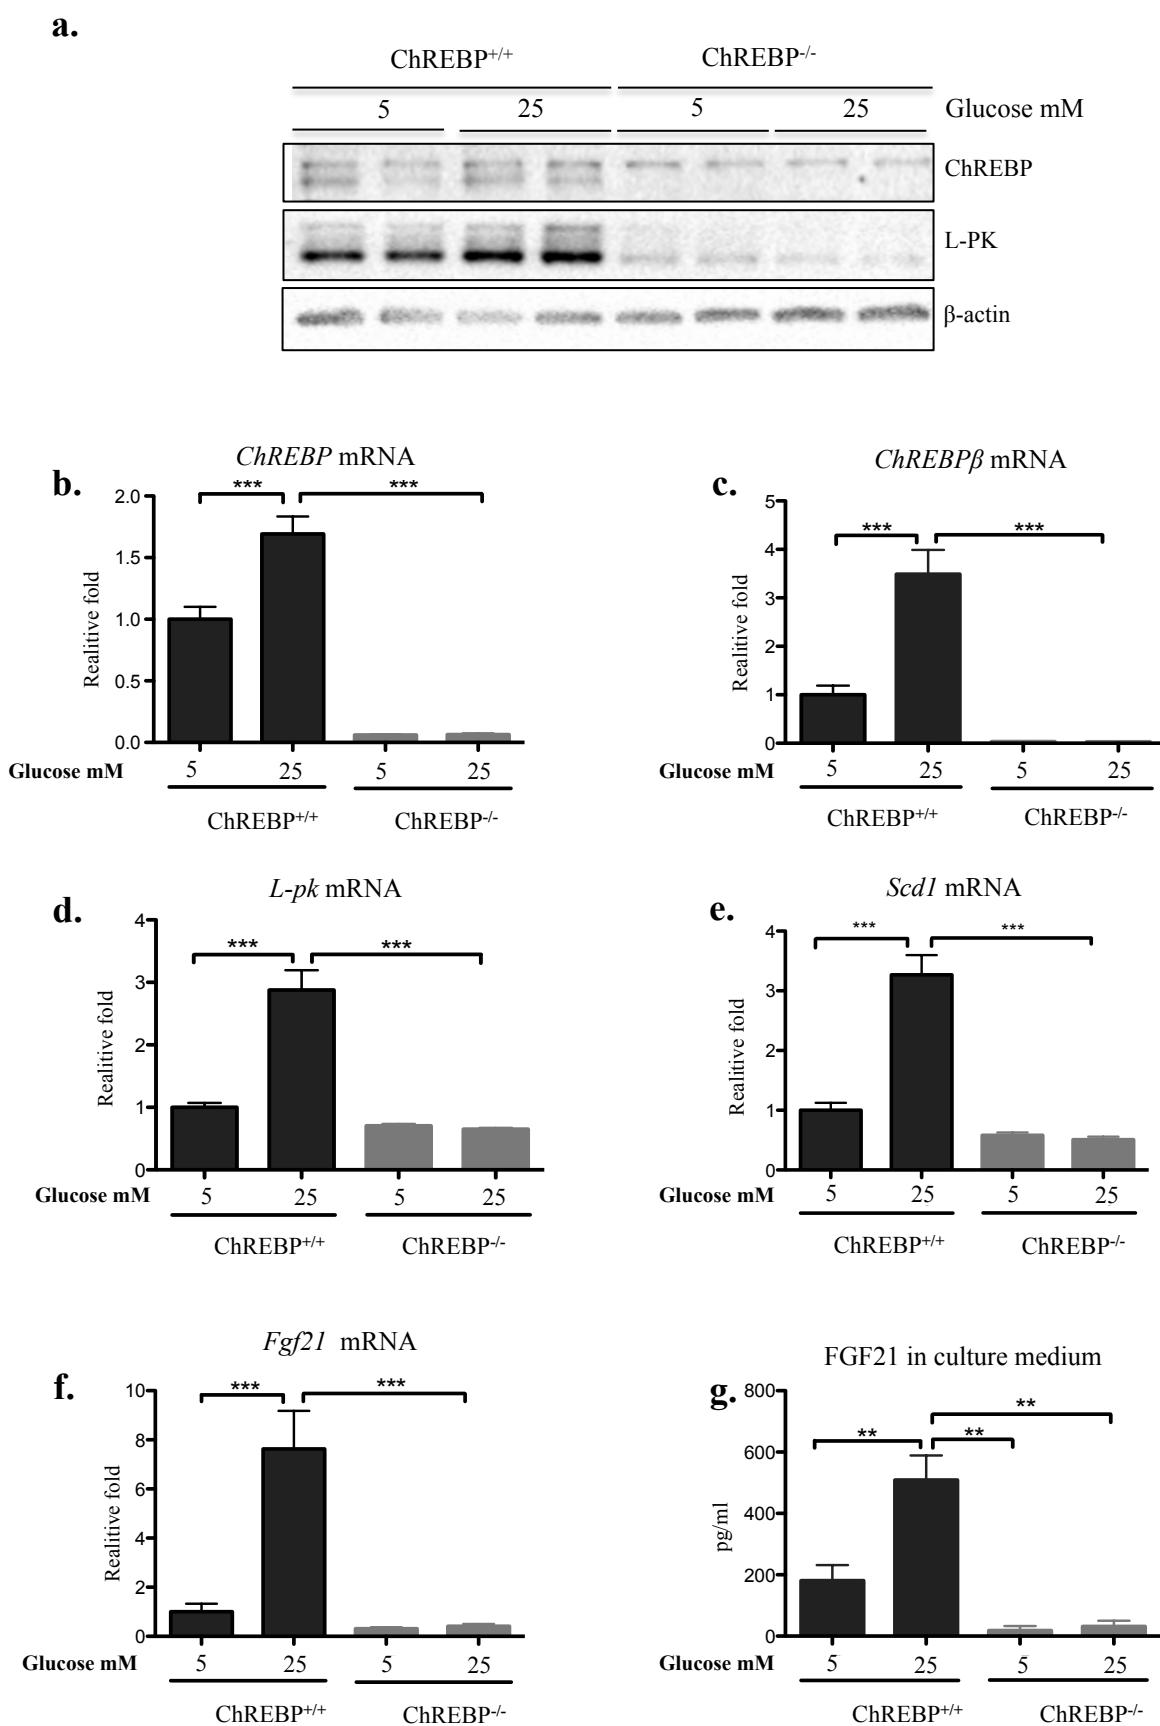 a.
ChREBP+/+ ChREBP-/-
5 25 5 25 Glucose mM
ChREBP
L-PK
β-actin
b.
ChREBP mRNA
*** ***
Realitive fold
2.0
1.5
1.0
0.5
0.0
Glucose mM 5 25 5 25
ChREBP+/+ ChREBP-/-
c.
ChREBPβ mRNA
*** ***
Realitive fold
5
4
3
2
1
0
Glucose mM 5 25 5 25
ChREBP+/+ ChREBP-/-
d.
L-pk mRNA
*** ***
Realitive fold
4
3
2
1
0
Glucose mM 5 25 5 25
ChREBP+/+ ChREBP-/-
e.
Scd1 mRNA
*** ***
Realitive fold
4
3
2
1
0
Glucose mM 5 25 5 25
ChREBP+/+ ChREBP-/-
f.
Fgf21 mRNA
*** ***
Realitive fold
10
8
6
4
2
0
Glucose mM 5 25 5 25
ChREBP+/+ ChREBP-/-
g.
FGF21 in culture medium
**
** **
pg/ml
800
600
400
200
0
Glucose mM 5 25 5 25
ChREBP+/+ ChREBP-/-